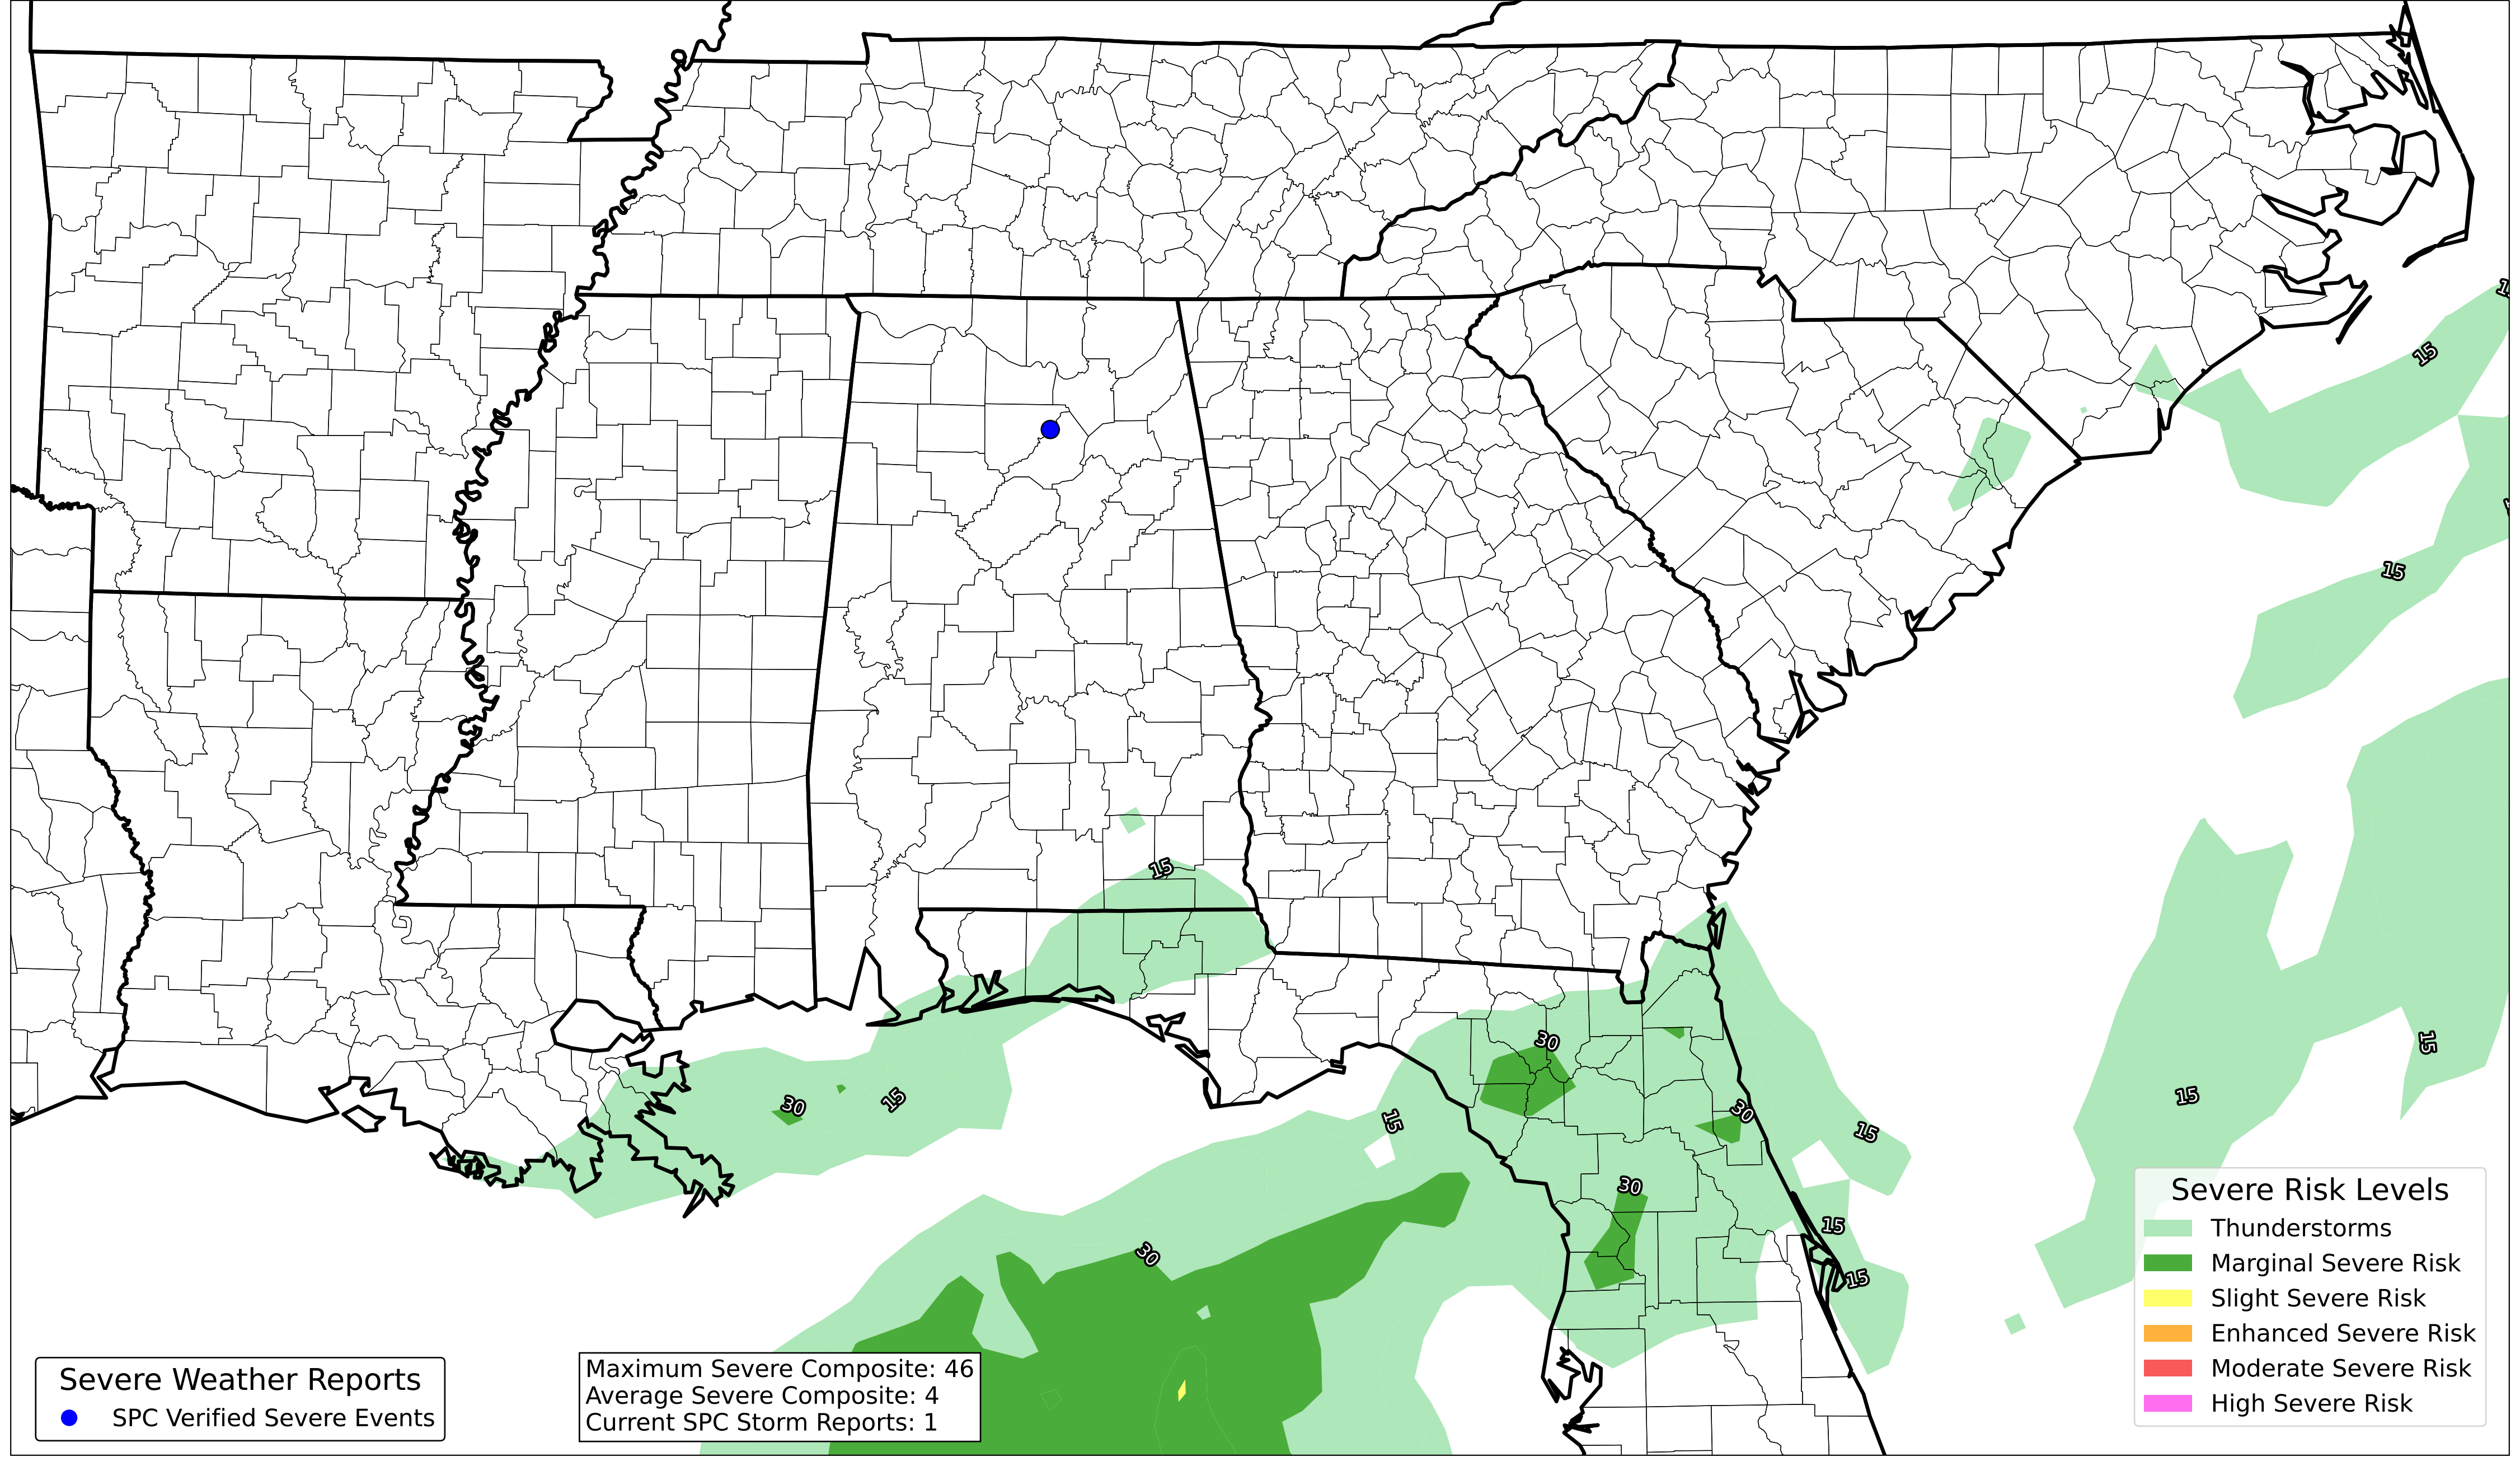 15
15
15
15
30
15
30
15
30
15
15
15
30
15
30
15
Severe Risk Levels
Thunderstorms
Marginal Severe Risk
Slight Severe Risk
Enhanced Severe Risk
Moderate Severe Risk
High Severe Risk
Severe Weather Reports
SPC Verified Severe Events
Maximum Severe Composite: 46
Average Severe Composite: 4
Current SPC Storm Reports: 1